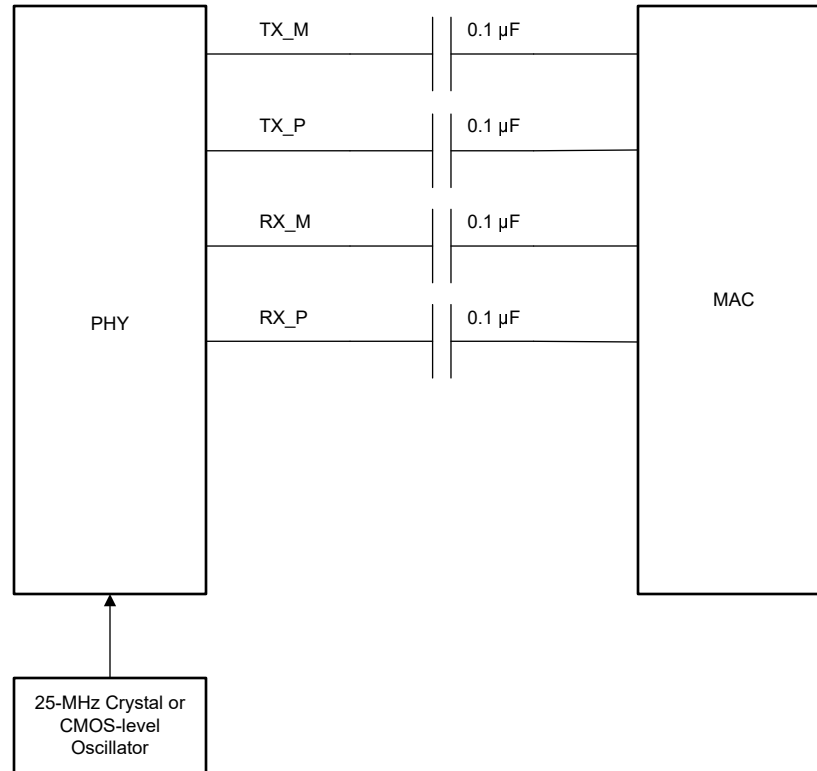 TX_M
0.1 µF
TX_P
0.1 µF
RX_M
0.1 µF
RX_P
0.1 µF
PHY
MAC
25-MHz Crystal or
CMOS-level
Oscillator